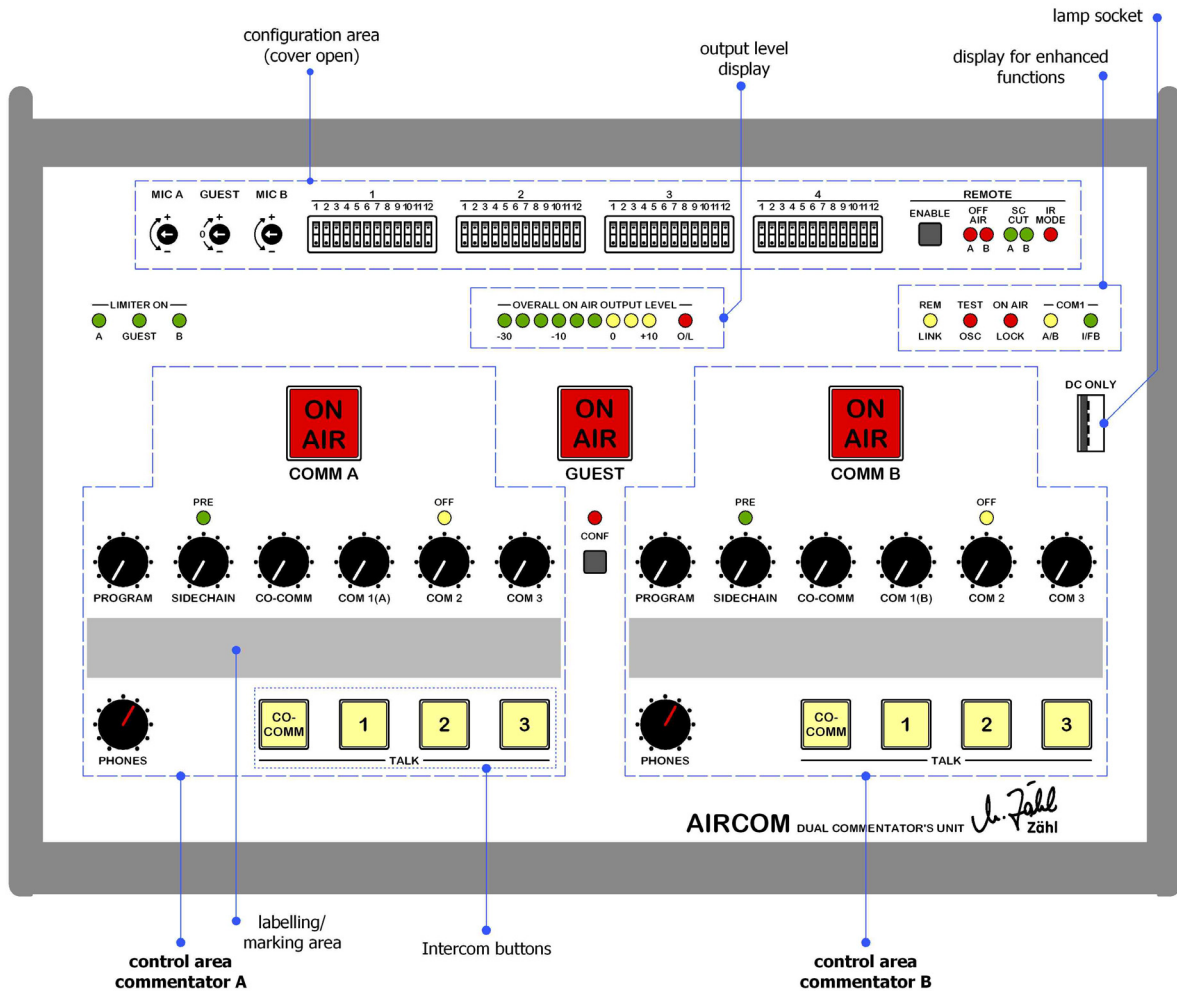 lamp socket
configuration area
(cover open)
output level
display
display for enhanced
functions
MIC A GUEST MIC B 1 2 3 4 REMOTE
1 2 3 4 5 6 7 8 9 10 11 12 1 2 3 4 5 6 7 8 9 10 11 12 1 2 3 4 5 6 7 8 9 10 11 12 1 2 3 4 5 6 7 8 9 10 11 12
ENABLE OFF AIR SC CUT IR MODE
+ + +
0
− − −
A B A B
LIMITER ON
A GUEST B
OVERALL ON AIR OUTPUT LEVEL
-30 -10 0 +10 O/L
REM TEST ON AIR COM1
LINK OSC LOCK A/B I/FB
DC ONLY
ON AIR ON AIR ON AIR
COMM A GUEST COMM B
PRE OFF CONF PRE OFF
PROGRAM SIDECHAIN CO-COMM COM 1(A) COM 2 COM 3
PROGRAM SIDECHAIN CO-COMM COM 1(B) COM 2 COM 3
CO-COMM 1 2 3
CO-COMM 1 2 3
PHONES TALK PHONES TALK
AIRCOM DUAL COMMENTATOR'S UNIT M. Zähl
Zähl
labelling/
marking area
Intercom buttons
control area
commentator A
control area
commentator B